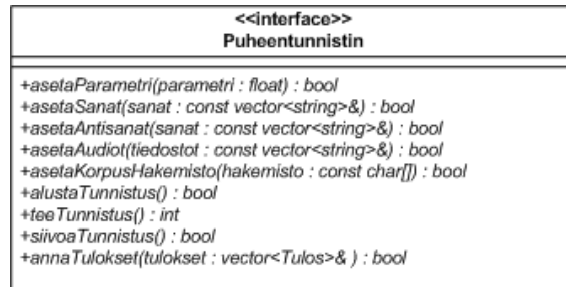 <<interface>>
Puheentunnistin
+asetaParametri(parametri : float) : bool
+asetaSanat(sanat : const vector<string>&) : bool
+asetaAntisanat(sanat : const vector<string>&) : bool
+asetaAudiot(tiedostot : const vector<string>&) : bool
+asetaKorpusHakemisto(hakemisto : const char[]) : bool
+alustaTunnistus() : bool
+teeTunnistus() : int
+siivoaTunnistus() : bool
+annaTulokset(tulokset : vector<Tulos>& ) : bool